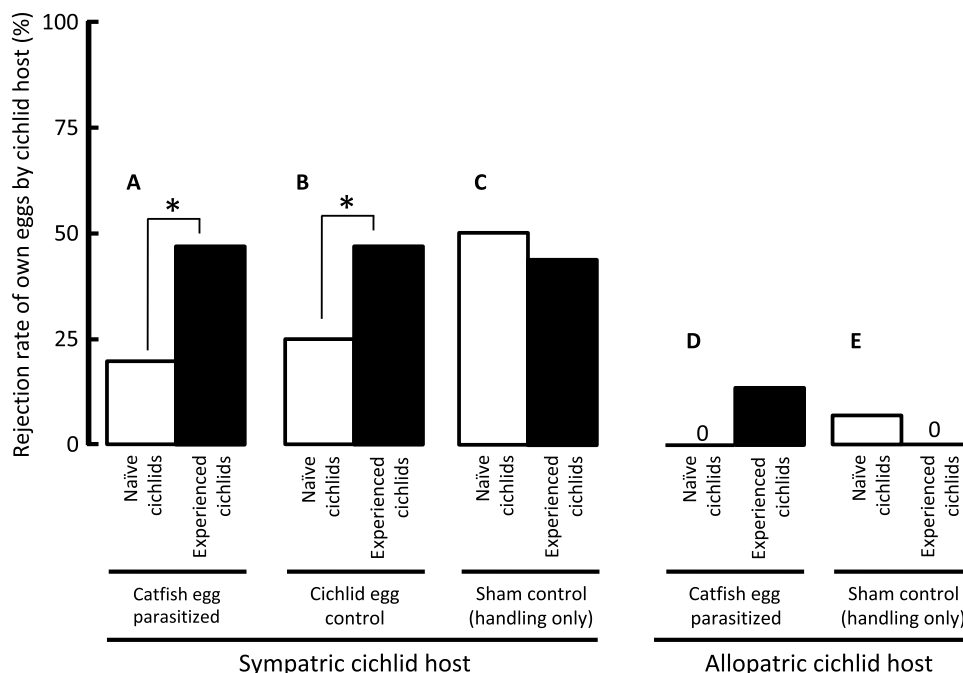 Rejection rate of own eggs by cichlid host (%)
100
75
50
25
0
A
*
B
*
C
D
0
E
0
Naïve
cichlids
Experienced
cichlids
Naïve
cichlids
Experienced
cichlids
Naïve
cichlids
Experienced
cichlids
Naïve
cichlids
Experienced
cichlids
Naïve
cichlids
Experienced
cichlids
Catfish egg
parasitized
Cichlid egg
control
Sham control
(handling only)
Catfish egg
parasitized
Sham control
(handling only)
Sympatric cichlid host
Allopatric cichlid host